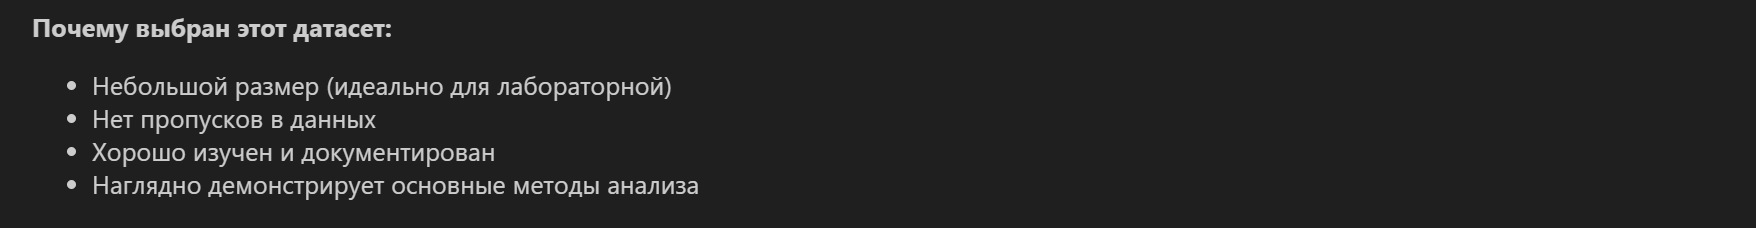 Почему выбран этот датасет:
• Небольшой размер (идеально для лабораторной)
• Нет пропусков в данных
• Хорошо изучен и документирован
• Наглядно демонстрирует основные методы анализа